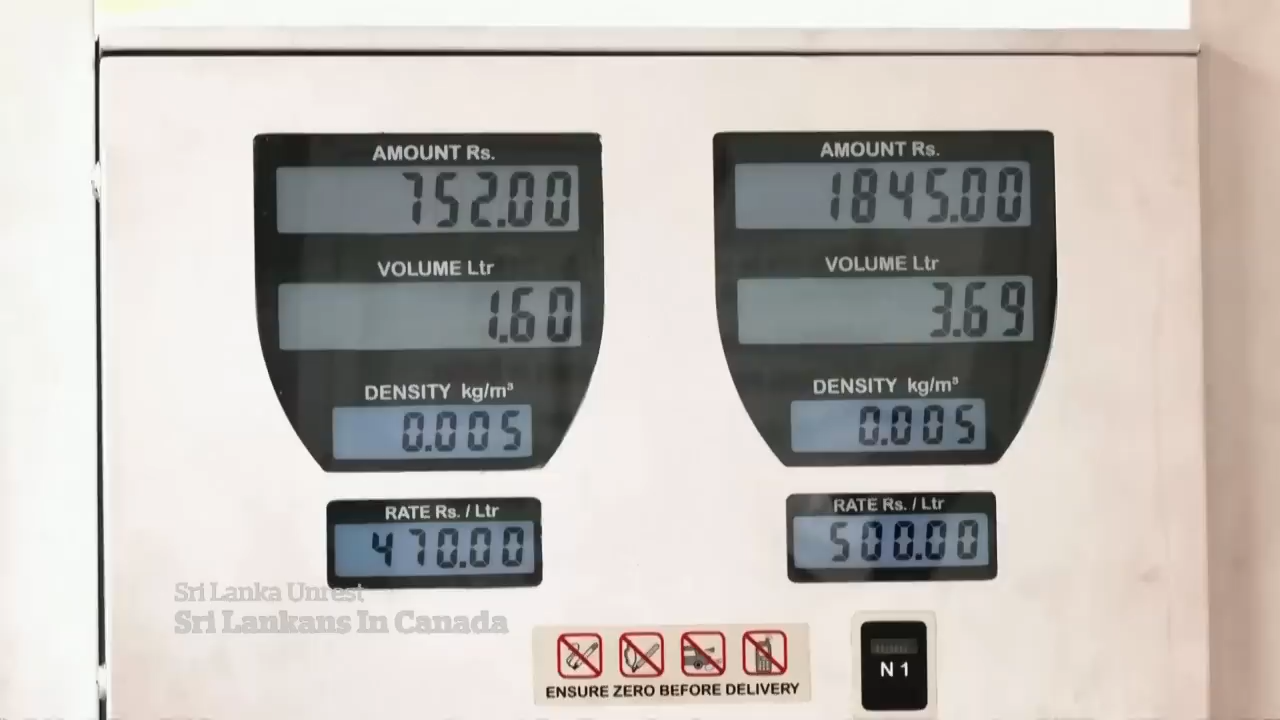 AMOUNT Rs.
752.00
VOLUME Ltr
1.60
DENSITY kg/m³
0.005
RATE Rs. / Ltr
470.00
AMOUNT Rs.
1845.00
VOLUME Ltr
3.69
DENSITY kg/m³
0.005
RATE Rs. / Ltr
500.00
Sri Lanka Unrest
Sri Lankans In Canada
ENSURE ZERO BEFORE DELIVERY
N 1